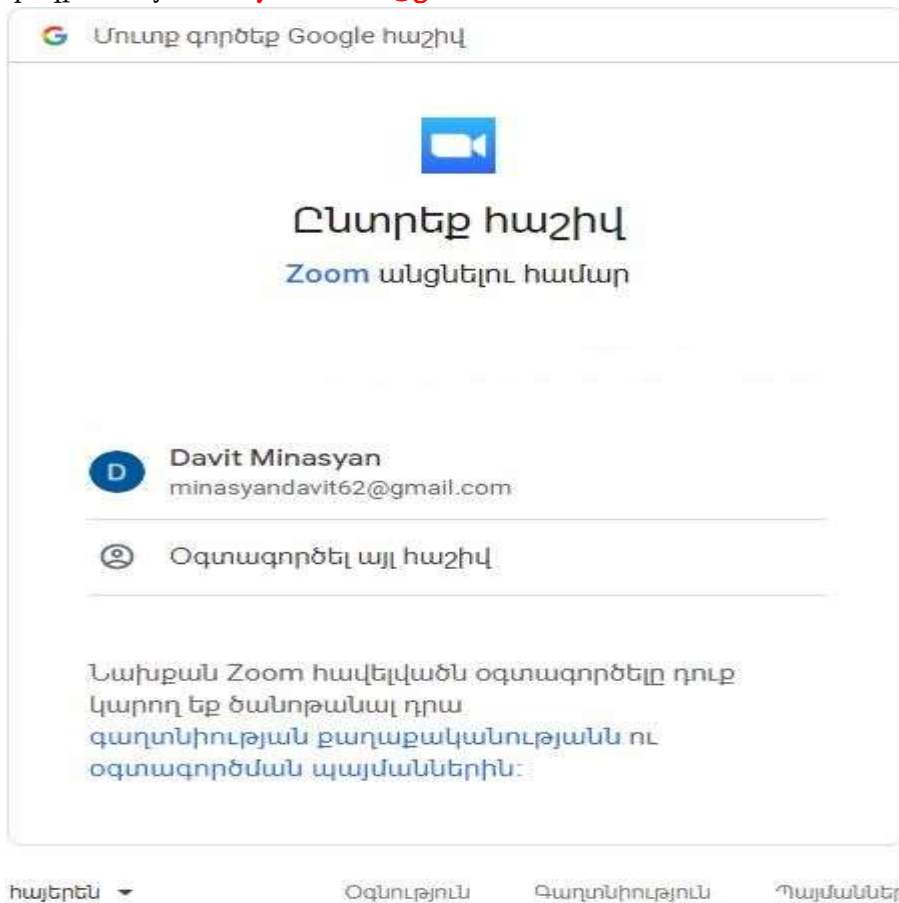 Մուտք գործեք Google հաշիվ
Ընտրեք հաշիվ
Zoom անցնելու համար
D
Davit Minasyan
minasyandavit62@gmail.com
Օգտագործել այլ հաշիվ
Նախքան Zoom հավելվածն օգտագործելը դուք
կարող եք ծանոթանալ դրա
գաղտնիության քաղաքականությանն ու
օգտագործման պայմաններին:
հայերեն
Օգնություն
Գաղտնիություն
Պայմաններ